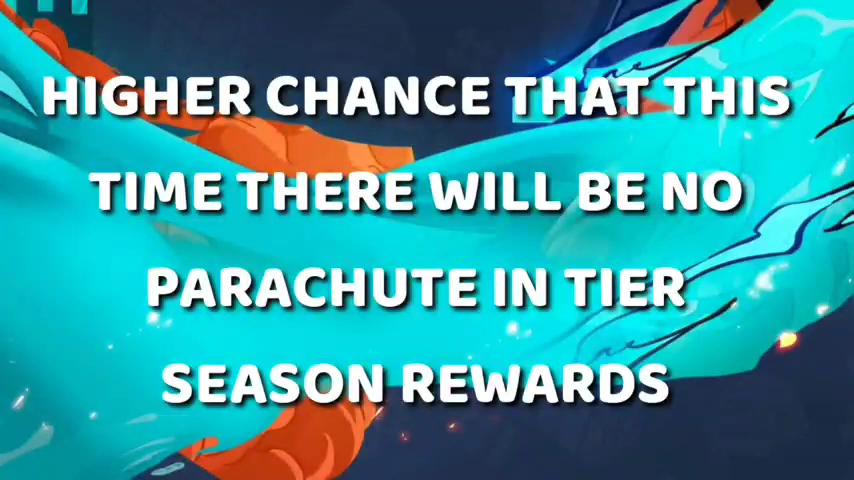 HIGHER CHANCE THAT THIS
TIME THERE WILL BE NO
PARACHUTE IN TIER
SEASON REWARDS